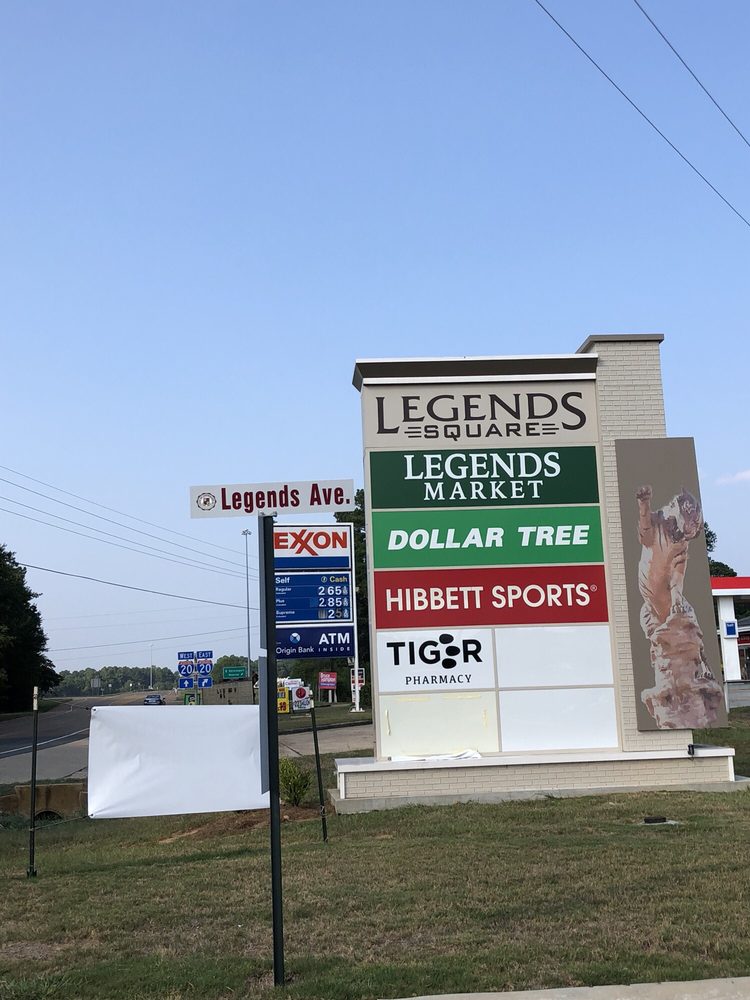 LEGENDS
SQUARE
LEGENDS
MARKET
DOLLAR TREE
HIBBETT SPORTS®
TIGER
PHARMACY
Legends Ave.
EXXON
Self Cash
Regular 2.65
Plus 2.85
Supreme
Origin Bank ATM
INSIDE
WEST EAST
20 20